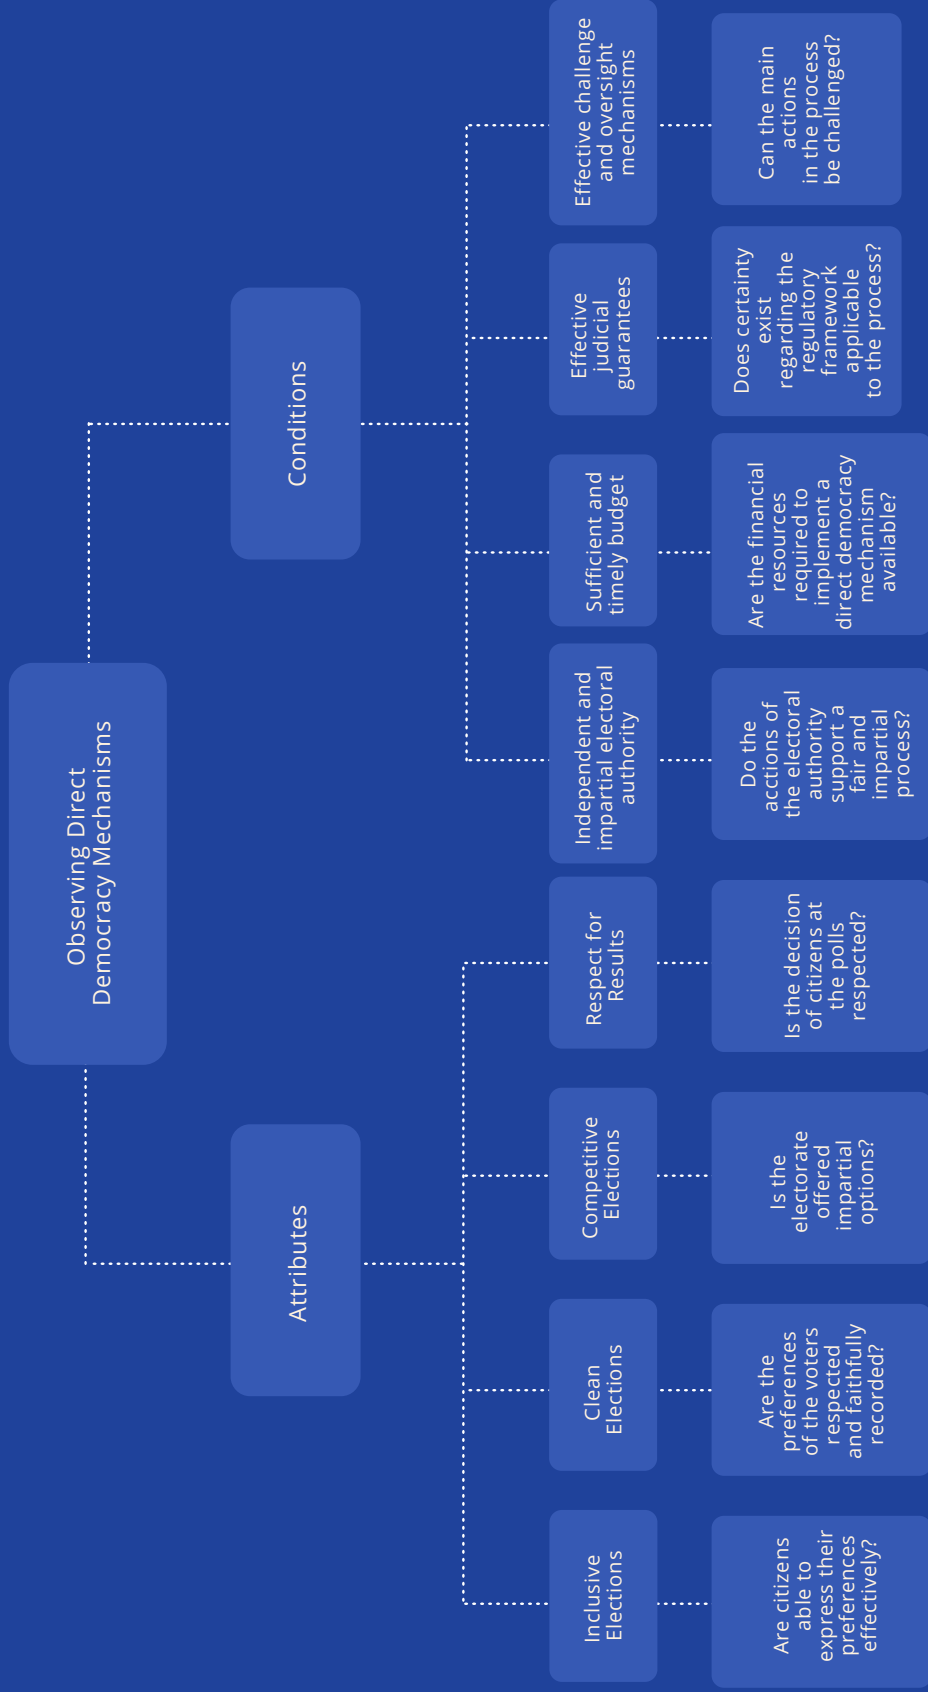 Observing Direct
Democracy Mechanisms
Attributes
Conditions
Inclusive
Elections
Clean
Elections
Competitive
Elections
Respect for
Results
Independent and
impartial electoral
authority
Sufficient and
timely budget
Effective
judicial
guarantees
Effective challenge
and oversight
mechanisms
Are citizens
able to
express their
preferences
effectively?
Are the
preferences
of the voters
respected
and faithfully
recorded?
Is the
electorate
offered
impartial
options?
Is the decision
of citizens at
the polls
respected?
Do the
acctions of
the electoral
authority
support a
fair and
impartial
process?
Are the financial
resources
required to
implement a
direct democracy
mechanism
available?
Does certainty
exist
regarding the
regulatory
framework
applicable
to the process?
Can the main
actions
in the process
be challenged?